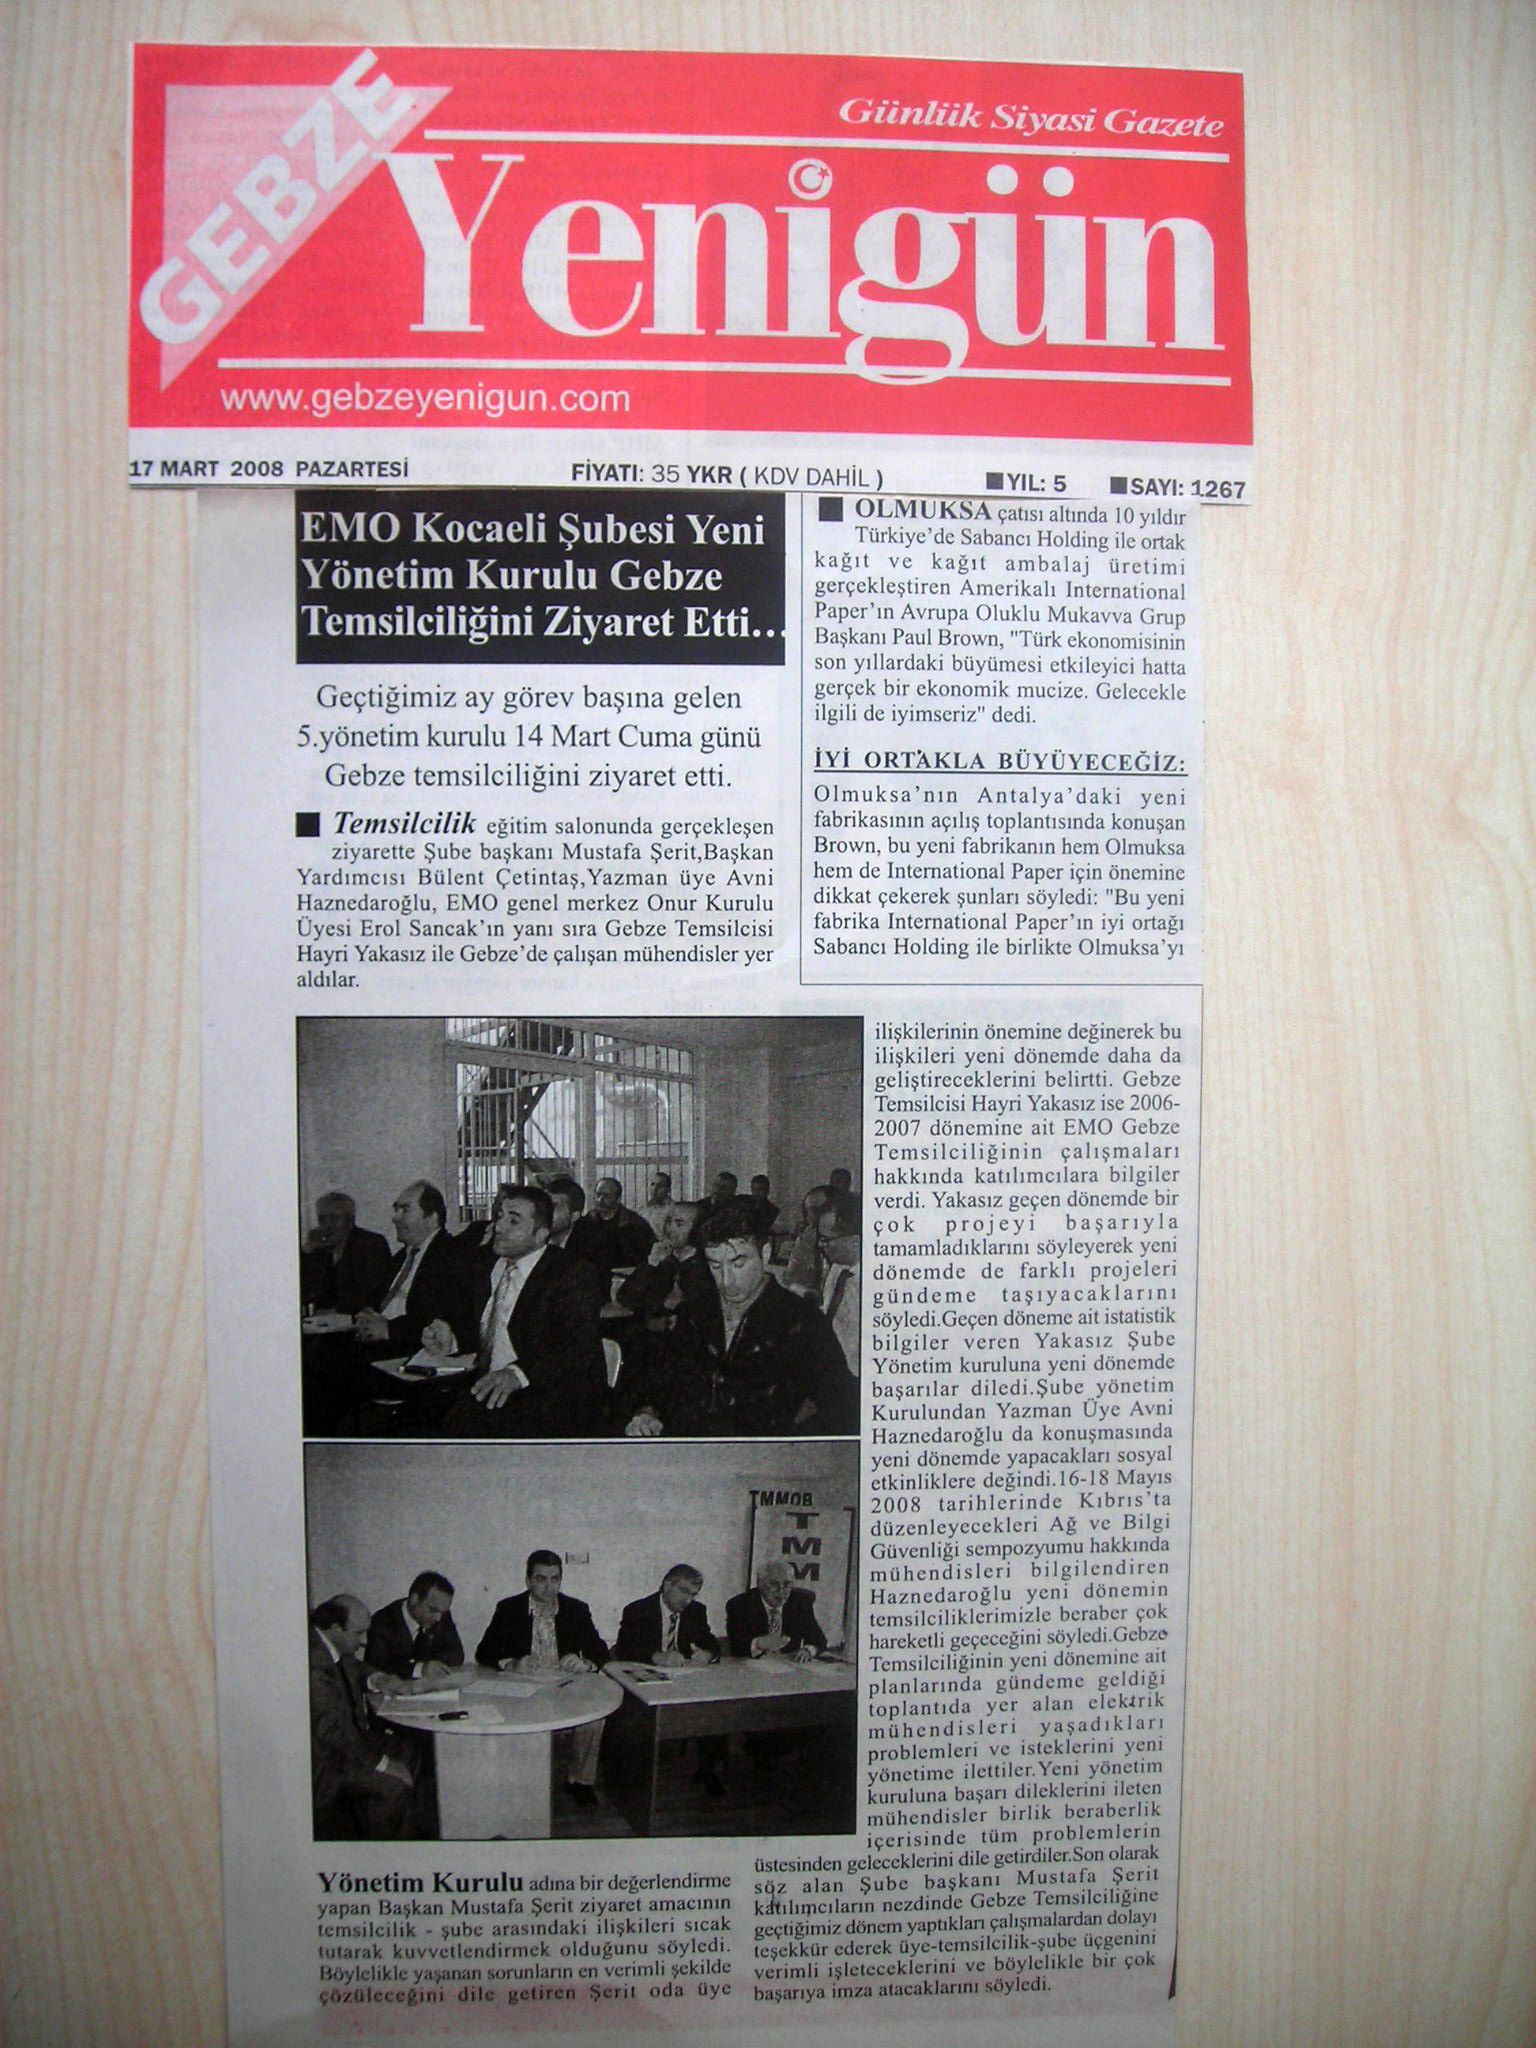 GEBZE
Günlük Siyasi Gazete
Yenigün
www.gebzeyenigun.com
17 MART 2008 PAZARTESİ
FİYATI: 35 YKR ( KDV DAHİL )
YIL: 5
SAYI: 1267
EMO Kocaeli Şubesi Yeni
Yönetim Kurulu Gebze
Temsilciliğini Ziyaret Etti...
Geçtiğimiz ay görev başına gelen
5.yönetim kurulu 14 Mart Cuma günü
Gebze temsilciliğini ziyaret etti.
Temsilcilik eğitim salonunda gerçekleşen
ziyarette Şube başkanı Mustafa Şerit,Başkan
Yardımcısı Bülent Çetintaş,Yazman üye Avni
Haznedaroğlu, EMO genel merkez Onur Kurulu
Üyesi Erol Sancak'ın yanı sıra Gebze Temsilcisi
Hayri Yakasız ile Gebze'de çalışan mühendisler yer
aldılar.
OLMUKSA çatısı altında 10 yıldır
Türkiye'de Sabancı Holding ile ortak
kağıt ve kağıt ambalaj üretimi
gerçekleştiren Amerikalı International
Paper'ın Avrupa Oluklu Mukavva Grup
Başkanı Paul Brown, "Türk ekonomisinin
son yıllardaki büyümesi etkileyici hatta
gerçek bir ekonomik mucize. Gelecekle
ilgili de iyimseriz" dedi.
İYİ ORTAKLA BÜYÜYECEĞİZ:
Olmuksa'nın Antalya'daki yeni
fabrikasının açılış toplantısında konuşan
Brown, bu yeni fabrikanın hem Olmuksa
hem de International Paper için önemine
dikkat çekerek şunları söyledi: "Bu yeni
fabrika International Paper'ın iyi ortağı
Sabancı Holding ile birlikte Olmuksa'yı
TMMOB
T
M
M
Yönetim Kurulu adına bir değerlendirme
yapan Başkan Mustafa Şerit ziyaret amacının
temsilcilik - şube arasındaki ilişkileri sıcak
tutarak kuvvetlendirmek olduğunu söyledi.
Böylelikle yaşanan sorunların en verimli şekilde
çözüleceğini dile getiren Şerit oda üye
ilişkilerinin önemine değinerek bu
ilişkileri yeni dönemde daha da
geliştireceklerini belirtti. Gebze
Temsilcisi Hayri Yakasız ise 2006-
2007 dönemine ait EMO Gebze
Temsilciliğinin çalışmaları
hakkında katılımcılara bilgiler
verdi. Yakasız geçen dönemde bir
çok projeyi başarıyla
tamamladıklarını söyleyerek yeni
dönemde de farklı projeleri
gündeme taşıyacaklarını
söyledi.Geçen döneme ait istatistik
bilgiler veren Yakasız Şube
Yönetim kuruluna yeni dönemde
başarılar diledi.Şube yönetim
Kurulundan Yazman Üye Avni
Haznedaroğlu da konuşmasında
yeni dönemde yapacakları sosyal
etkinliklere değindi.16-18 Mayıs
2008 tarihlerinde Kıbrıs'ta
düzenleyecekleri Ağ ve Bilgi
Güvenliği sempozyumu hakkında
mühendisleri bilgilendiren
Haznedaroğlu yeni dönemin
temsilciliklerimizle beraber çok
hareketli geçeceğini söyledi.Gebze
Temsilciliğinin yeni dönemine ait
planlarında gündeme geldiği
toplantıda yer alan elektrik
mühendisleri yaşadıkları
problemleri ve isteklerini yeni
yönetime ilettiler.Yeni yönetim
kuruluna başarı dileklerini ileten
mühendisler birlik beraberlik
içerisinde tüm problemlerin
üstesinden geleceklerini dile getirdiler.Son olarak
söz alan Şube başkanı Mustafa Şerit
katılımcıların nezdinde Gebze Temsilciliğine
geçtiğimiz dönem yaptıkları çalışmalardan dolayı
teşekkür ederek üye-temsilcilik-şube üçgenini
verimli işleteceklerini ve böylelikle bir çok
başarıya imza atacaklarını söyledi.